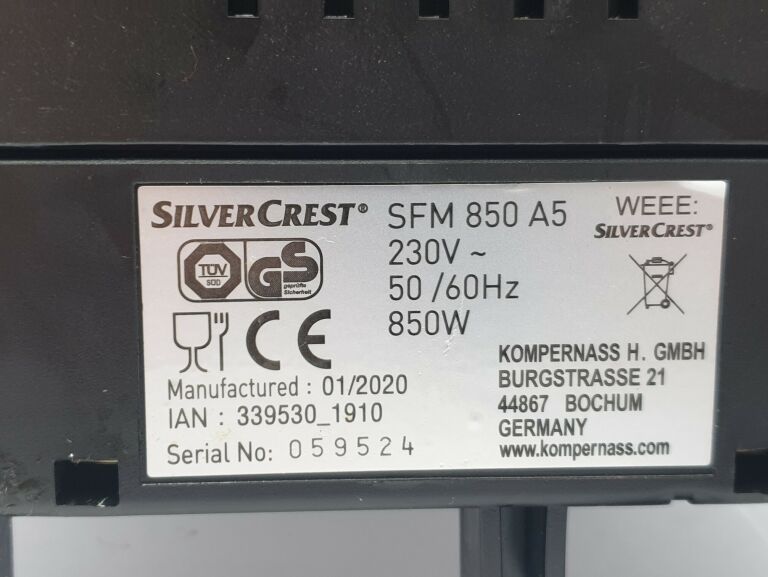 SILVERCREST® SFM 850 A5 WEEE:
SILVERCREST®
230V ~
50 /60Hz
850W
TÜV
SÜD
GS
geprüfte
Sicherheit
CE
Manufactured : 01/2020
IAN : 339530_1910
Serial No: 059524
KOMPERNASS H. GMBH
BURGSTRASSE 21
44867 BOCHUM
GERMANY
www.kompernass.com